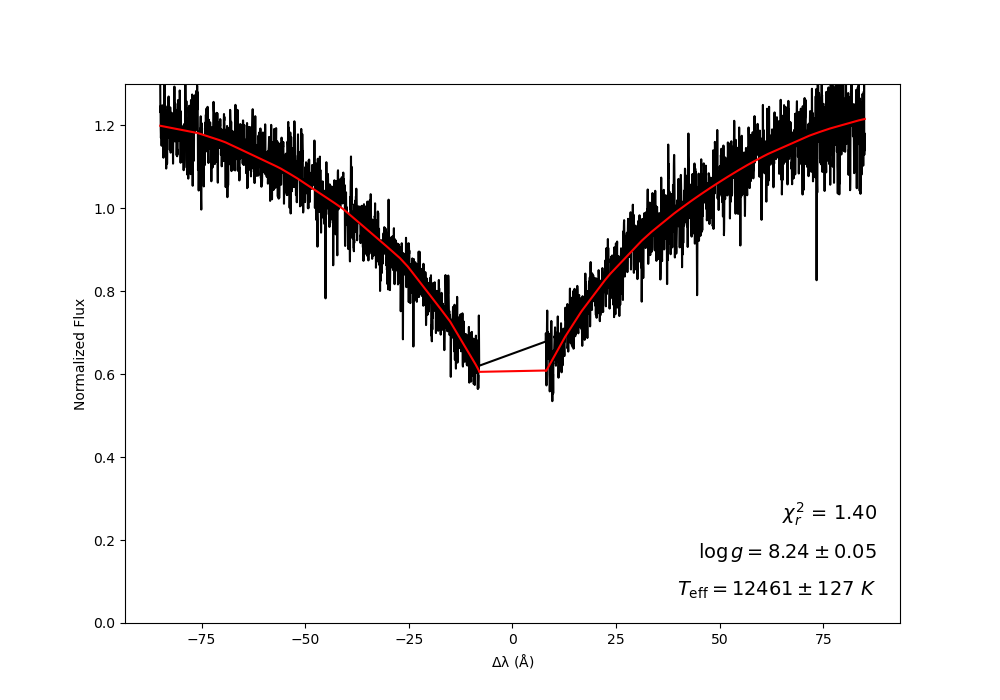 Normalized Flux
1.2
1.0
0.8
0.6
0.4
0.2
0.0
χ²ᵣ = 1.40
log g = 8.24 ± 0.05
T_eff = 12461 ± 127 K
−75 −50 −25 0 25 50 75
Δλ (Å)